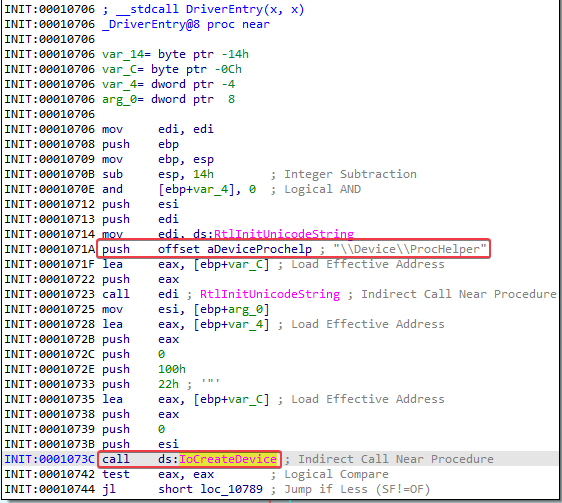 INIT:00010706 ; __stdcall DriverEntry(x, x)
INIT:00010706 _DriverEntry@8 proc near
INIT:00010706
INIT:00010706 var_14= byte ptr -14h
INIT:00010706 var_C= byte ptr -0Ch
INIT:00010706 var_4= dword ptr -4
INIT:00010706 arg_0= dword ptr  8
INIT:00010706
INIT:00010706 mov     edi, edi
INIT:00010708 push    ebp
INIT:00010709 mov     ebp, esp
INIT:0001070B sub     esp, 14h        ; Integer Subtraction
INIT:0001070E and     [ebp+var_4], 0  ; Logical AND
INIT:00010712 push    esi
INIT:00010713 push    edi
INIT:00010714 mov     edi, ds:RtlInitUnicodeString
INIT:0001071A push    offset aDeviceProchelp ; "\\Device\\ProcHelper"
INIT:0001071F lea     eax, [ebp+var_C] ; Load Effective Address
INIT:00010722 push    eax
INIT:00010723 call    edi ; RtlInitUnicodeString ; Indirect Call Near Procedure
INIT:00010725 mov     esi, [ebp+arg_0]
INIT:00010728 lea     eax, [ebp+var_4] ; Load Effective Address
INIT:0001072B push    eax
INIT:0001072C push    0
INIT:0001072E push    100h
INIT:00010733 push    22h ; '"'
INIT:00010735 lea     eax, [ebp+var_C] ; Load Effective Address
INIT:00010738 push    eax
INIT:00010739 push    0
INIT:0001073B push    esi
INIT:0001073C call    ds:IoCreateDevice ; Indirect Call Near Procedure
INIT:00010742 test    eax, eax        ; Logical Compare
INIT:00010744 jl      short loc_10789 ; Jump if Less (SF!=OF)